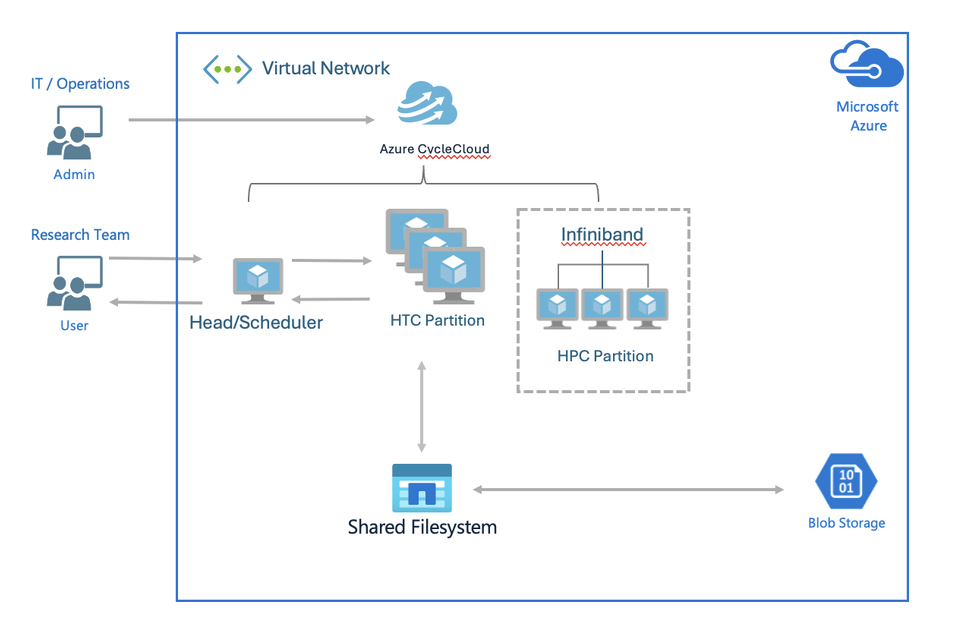 IT / Operations
Admin
Research Team
User
Virtual Network
Microsoft
Azure
Azure CycleCloud
Head/Scheduler
HTC Partition
Infiniband
HPC Partition
Shared Filesystem
10
01
Blob Storage